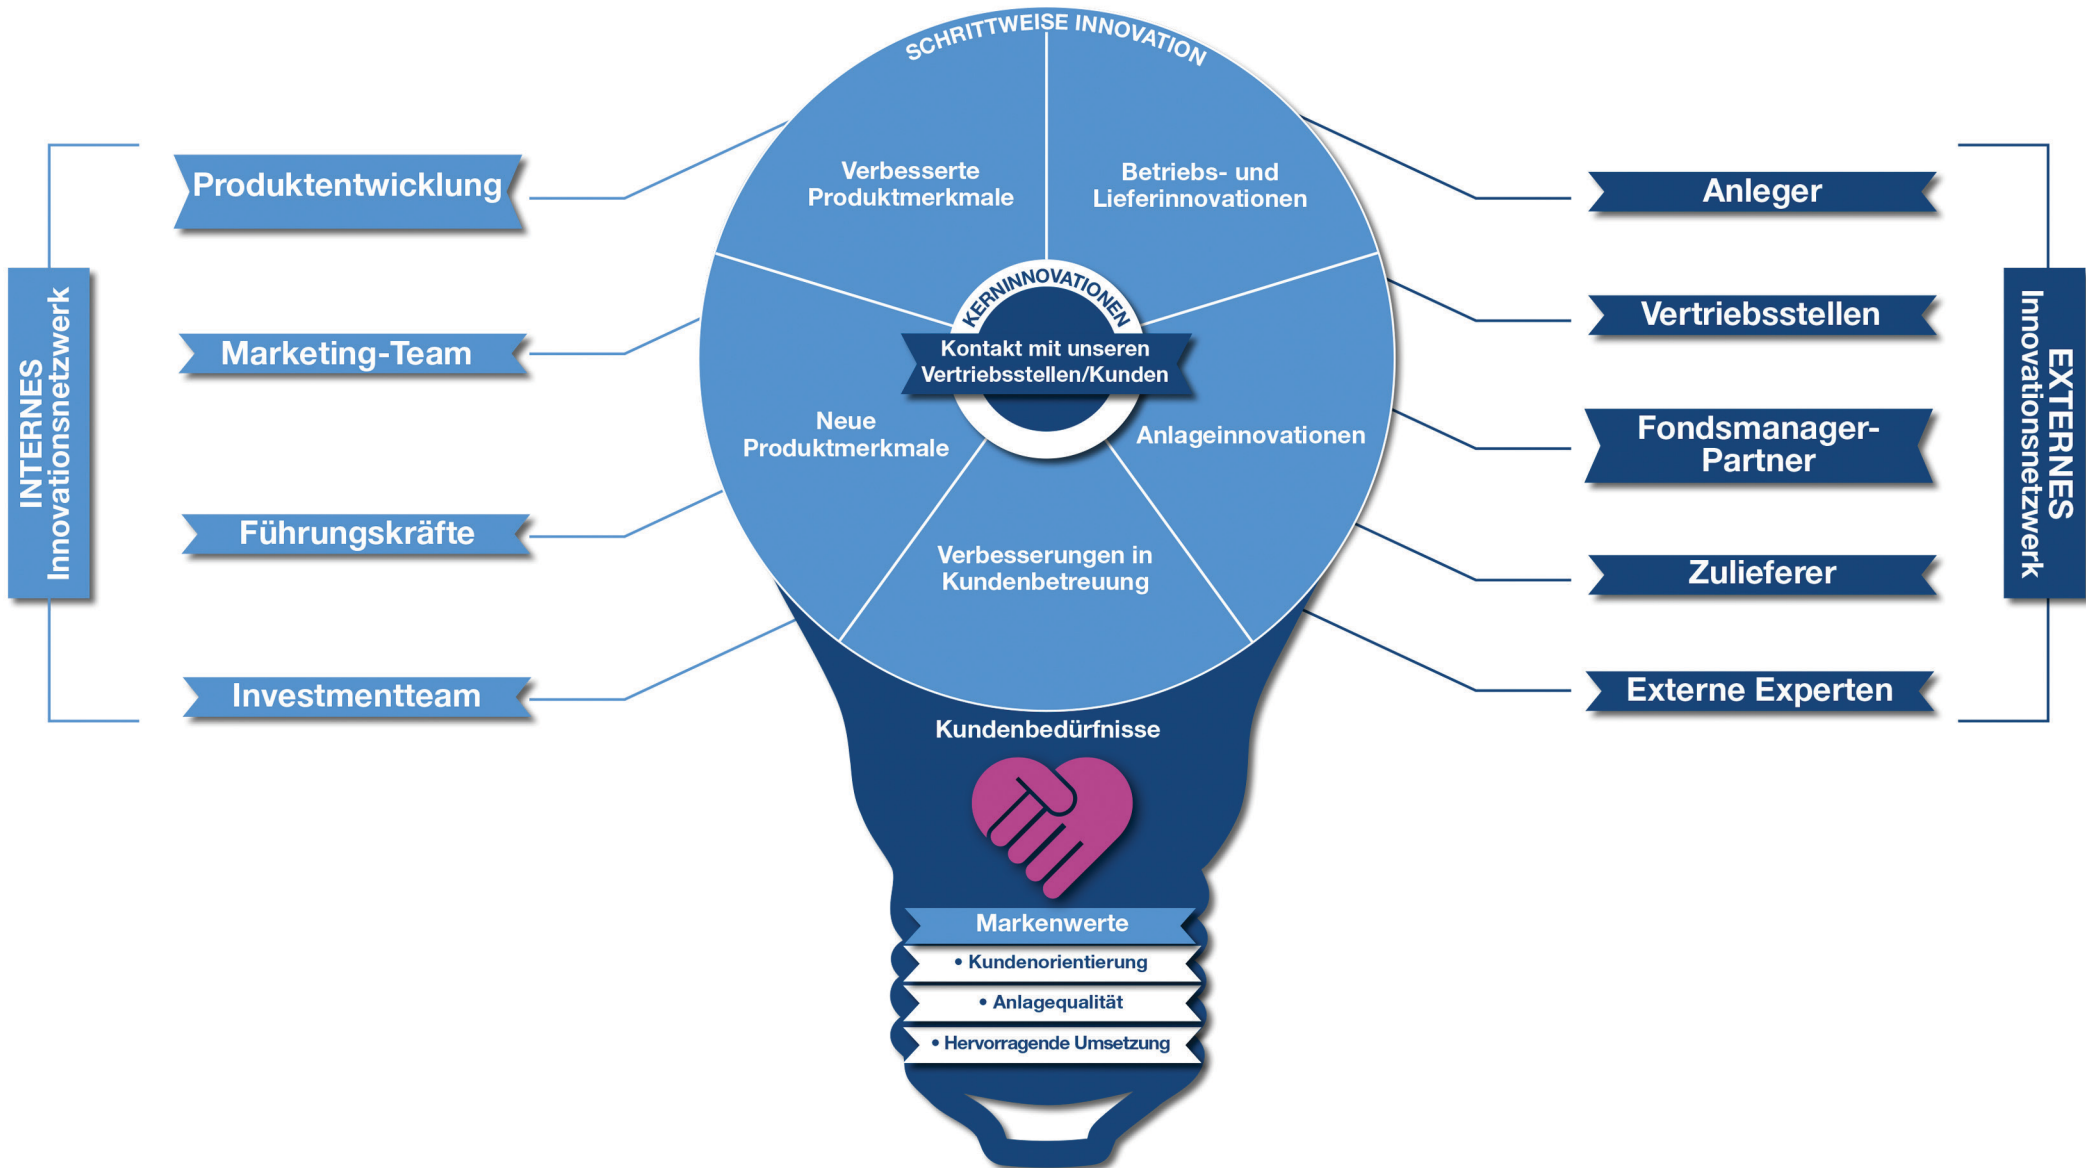 SCHRITTWEISE INNOVATION
Verbesserte
Produktmerkmale
Betriebs- und
Lieferinnovationen
KERNINNOVATIONEN
Kontakt mit unseren
Vertriebsstellen/Kunden
Neue
Produktmerkmale
Anlageinnovationen
Verbesserungen in
Kundenbetreuung
INTERNES
Innovationsnetzwerk
Produktentwicklung
Marketing-Team
Führungskräfte
Investmentteam
Anleger
Vertriebsstellen
Fondsmanager-
Partner
Zulieferer
Externe Experten
EXTERNES
Innovationsnetzwerk
Kundenbedürfnisse
Markenwerte
• Kundenorientierung
• Anlagequalität
• Hervorragende Umsetzung